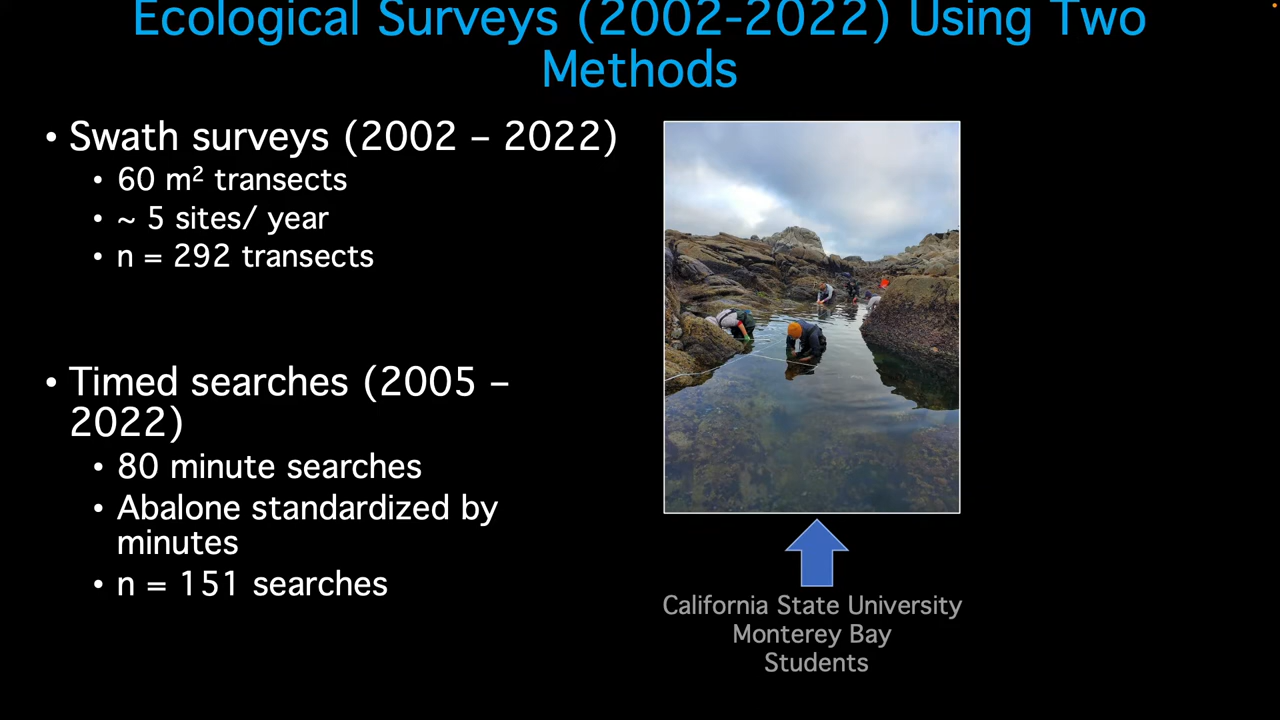 Ecological Surveys (2002-2022) Using Two
Methods
• Swath surveys (2002 – 2022)
• 60 m² transects
• ~ 5 sites/ year
• n = 292 transects
• Timed searches (2005 –
2022)
• 80 minute searches
• Abalone standardized by
minutes
• n = 151 searches
California State University
Monterey Bay
Students